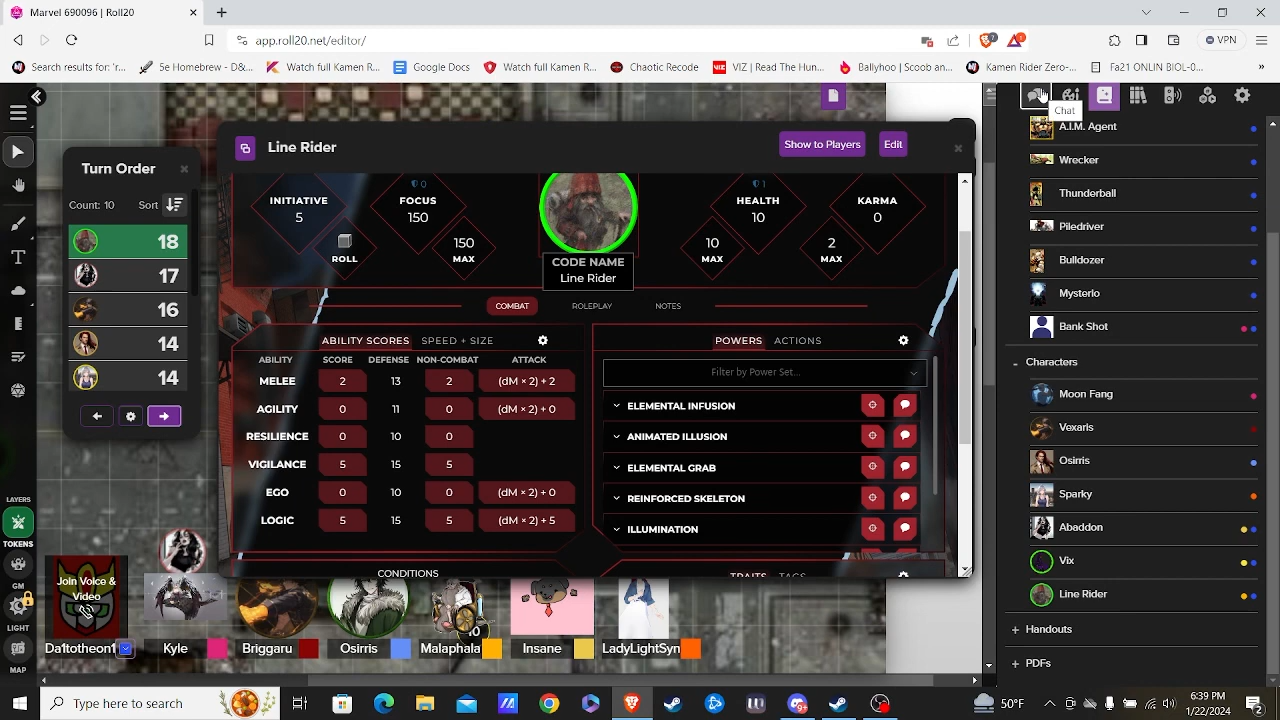 Marvel 690096 | Roll20
app.roll20.net/editor/
VPN
Search results for: 'r...
5e Homebrew - D&...
Watch full Kamen R...
Google Docs
Watch full Kamen R...
Chaotic Recode
VIZ | Read The Hun...
Ballyhoo | Scoob an...
Kamen Rider Zero-...
Fa21 ONLIN BIOL-0...
Chat
Turn Order
Count: 10
Sort
18
17
16
14
14
Line Rider
Show to Players
Edit
INITIATIVE
5
ROLL
0
FOCUS
150
150
MAX
CODE NAME
Line Rider
1
HEALTH
10
10
MAX
KARMA
0
2
MAX
COMBAT
ROLEPLAY
NOTES
ABILITY SCORES
SPEED + SIZE
ABILITY SCORE DEFENSE NON-COMBAT ATTACK
MELEE 2 13 2 (dM × 2) + 2
AGILITY 0 11 0 (dM × 2) + 0
RESILIENCE 0 10 0
VIGILANCE 5 15 5
EGO 0 10 0 (dM × 2) + 0
LOGIC 5 15 5 (dM × 2) + 5
CONDITIONS
POWERS
ACTIONS
Filter by Power Set...
ELEMENTAL INFUSION
ANIMATED ILLUSION
ELEMENTAL GRAB
REINFORCED SKELETON
ILLUMINATION
TRAITS
TAGS
A.I.M. Agent
Wrecker
Thunderball
Piledriver
Bulldozer
Mysterio
Bank Shot
- Characters
Moon Fang
Vexaris
Osirris
Sparky
Abaddon
Vix
Line Rider
+ Handouts
+ PDFs
LAYERS
TOKENS
GM
LIGHT
MAP
Join Voice &
Video
Kyle
Briggaru
Osirris
Malaphala
Insane
LadyLightSyn
Type here to search
9+
50°F
6:39 PM
1/22/2024
2